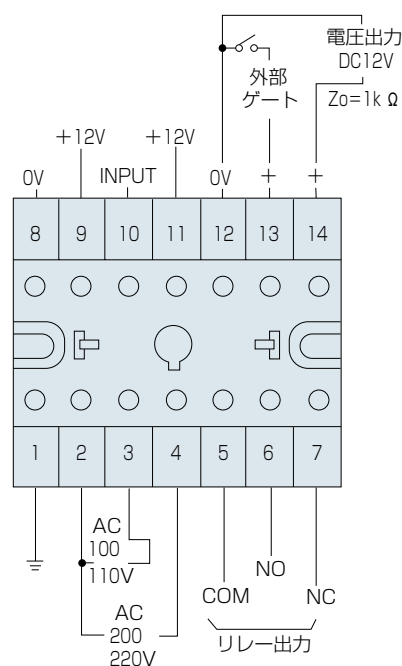 電圧出力
DC12V
Zo=1kΩ
外部
ゲート
+12V
+12V
0V
INPUT
0V
+
+
8 9 10 11 12 13 14
1 2 3 4 5 6 7
AC
100
110V
AC
200
220V
COM
NO
NC
リレー出力